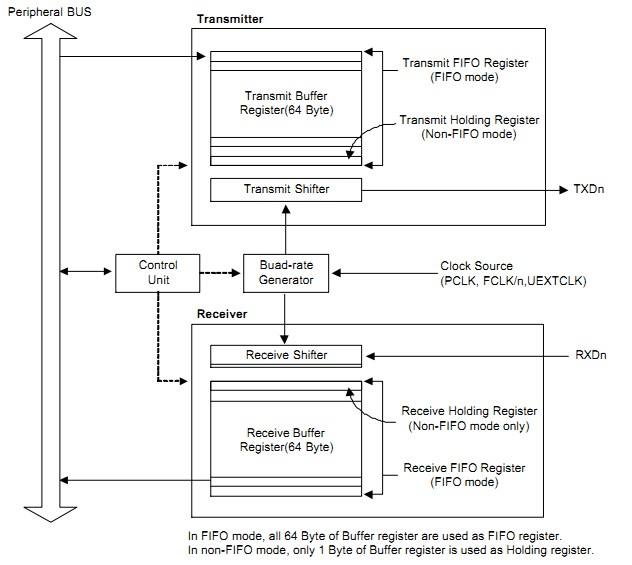 Peripheral BUS
Transmitter
Transmit FIFO Register
(FIFO mode)
Transmit Buffer
Register(64 Byte)
Transmit Holding Register
(Non-FIFO mode)
Transmit Shifter
TXDn
Control
Unit
Buad-rate
Generator
Clock Source
(PCLK, FCLK/n,UEXTCLK)
Receiver
Receive Shifter
RXDn
Receive Holding Register
(Non-FIFO mode only)
Receive Buffer
Register(64 Byte)
Receive FIFO Register
(FIFO mode)
In FIFO mode, all 64 Byte of Buffer register are used as FIFO register.
In non-FIFO mode, only 1 Byte of Buffer register is used as Holding register.